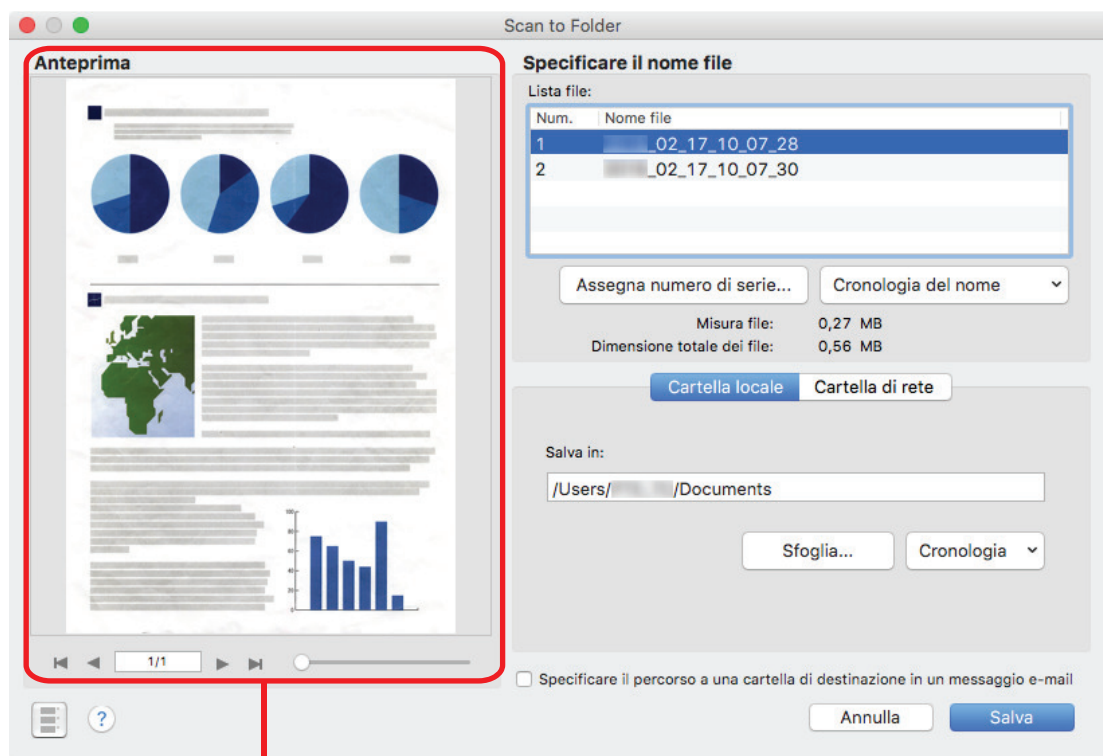 Scan to Folder
Anteprima
Specificare il nome file
Lista file:
Num. Nome file
1 _02_17_10_07_28
2 _02_17_10_07_30
Assegna numero di serie... Cronologia del nome
Misura file: 0,27 MB
Dimensione totale dei file: 0,56 MB
Cartella locale Cartella di rete
Salva in:
/Users/ /Documents
Sfoglia... Cronologia
1/1
Specificare il percorso a una cartella di destinazione in un messaggio e-mail
? Annulla Salva